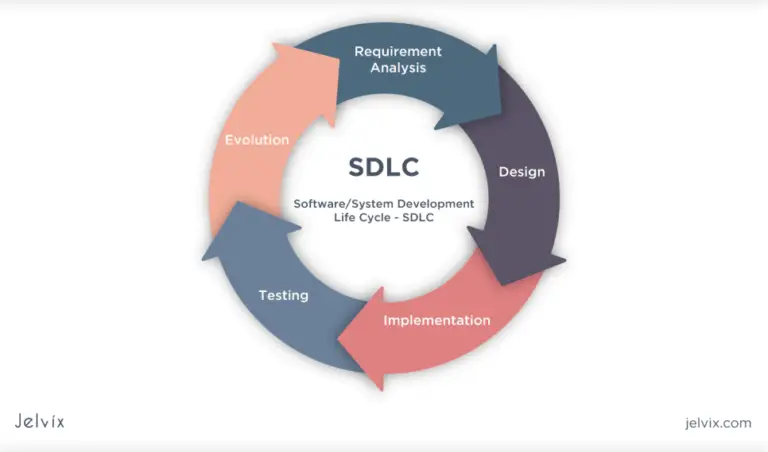 Requirement
Analysis
Evolution
SDLC
Design
Software/System Development
Life Cycle - SDLC
Testing
Implementation
Jelvix
jelvix.com